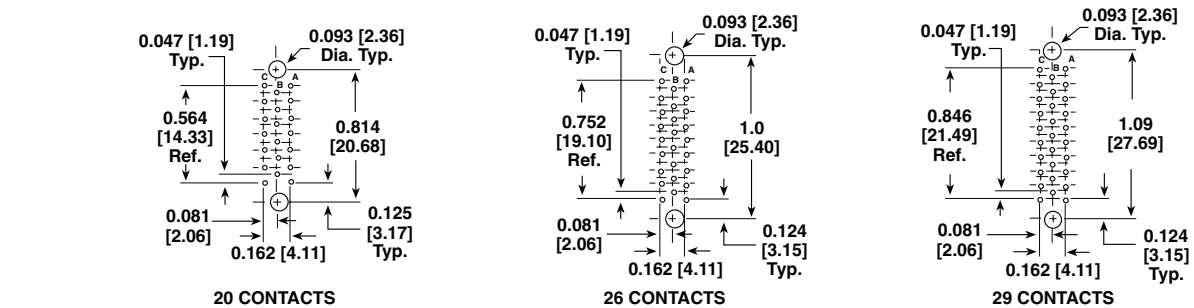 0.047 [1.19]
Typ.
0.093 [2.36]
Dia. Typ.
C
A
B
0.564
[14.33]
Ref.
0.814
[20.68]
0.081
[2.06]
0.125
[3.17]
Typ.
0.162 [4.11]
20 CONTACTS
0.047 [1.19]
Typ.
0.093 [2.36]
Dia. Typ.
C
A
B
0.752
[19.10]
Ref.
1.0
[25.40]
0.081
[2.06]
0.124
[3.15]
Typ.
0.162 [4.11]
26 CONTACTS
0.047 [1.19]
Typ.
0.093 [2.36]
Dia. Typ.
C
A
B
0.846
[21.49]
Ref.
1.09
[27.69]
0.081
[2.06]
0.124
[3.15]
Typ.
0.162 [4.11]
29 CONTACTS